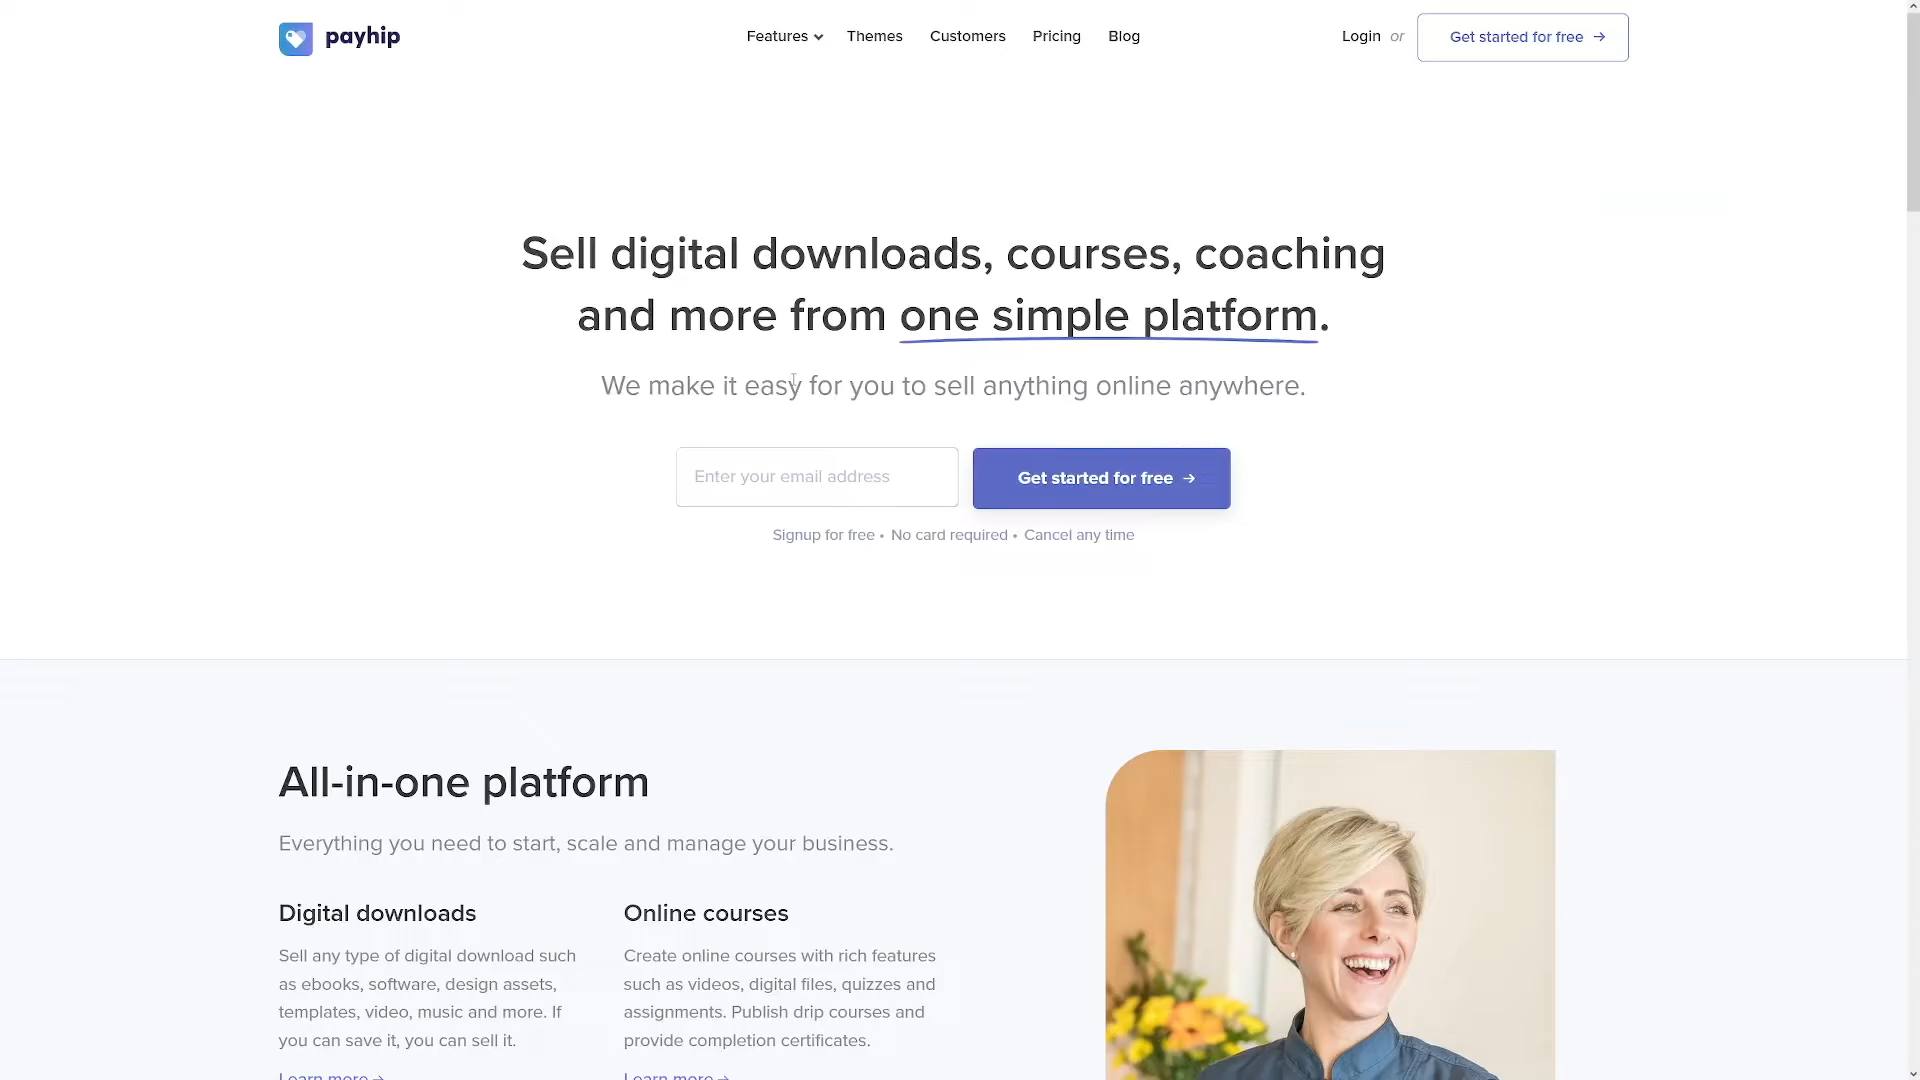 payhip
Features
Themes
Customers
Pricing
Blog
Login or
Get started for free →
Sell digital downloads, courses, coaching
and more from one simple platform.
We make it easy for you to sell anything online anywhere.
Enter your email address
Get started for free →
Signup for free • No card required • Cancel any time
All-in-one platform
Everything you need to start, scale and manage your business.
Digital downloads
Sell any type of digital download such
as ebooks, software, design assets,
templates, video, music and more. If
you can save it, you can sell it.
Learn more →
Online courses
Create online courses with rich features
such as videos, digital files, quizzes and
assignments. Publish drip courses and
provide completion certificates.
Learn more →